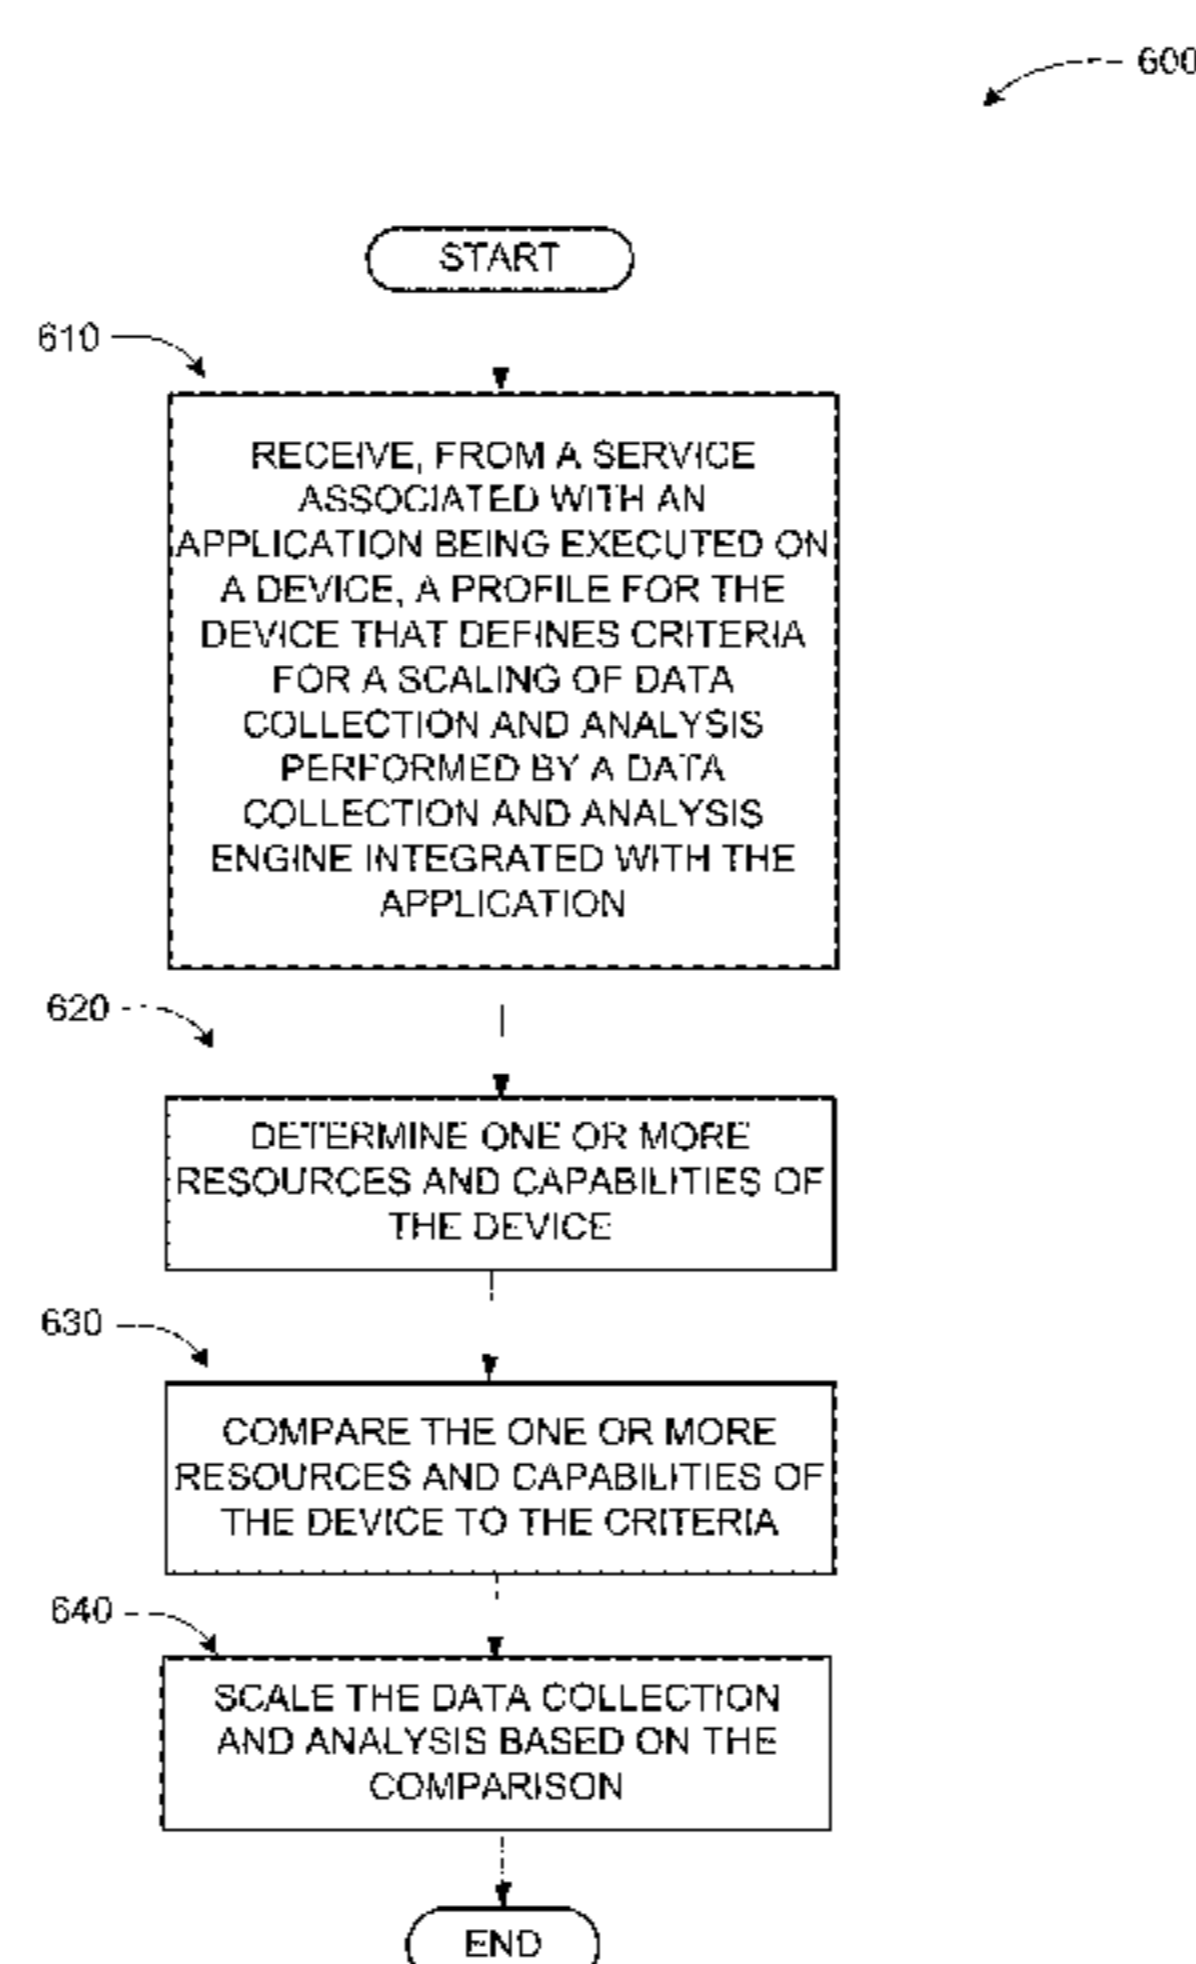 600
START
610
RECEIVE, FROM A SERVICE
ASSOCIATED WITH AN
APPLICATION BEING EXECUTED ON
A DEVICE, A PROFILE FOR THE
DEVICE THAT DEFINES CRITERIA
FOR A SCALING OF DATA
COLLECTION AND ANALYSIS
PERFORMED BY A DATA
COLLECTION AND ANALYSIS
ENGINE INTEGRATED WITH THE
APPLICATION
620
DETERMINE ONE OR MORE
RESOURCES AND CAPABILITIES OF
THE DEVICE
630
COMPARE THE ONE OR MORE
RESOURCES AND CAPABILITIES OF
THE DEVICE TO THE CRITERIA
640
SCALE THE DATA COLLECTION
AND ANALYSIS BASED ON THE
COMPARISON
END